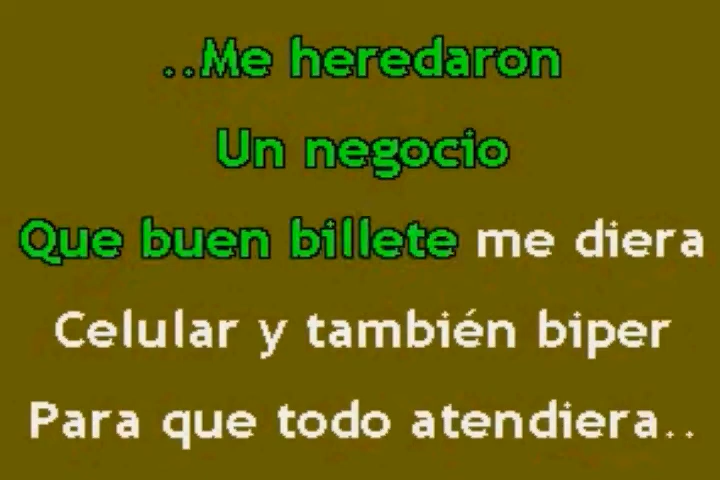 ..Me heredaron
Un negocio
Que buen billete me diera
Celular y también biper
Para que todo atendiera..